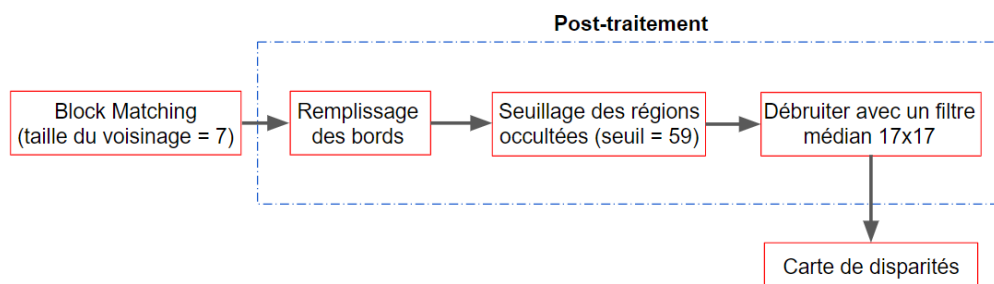 Post-traitement
Block Matching
(taille du voisinage = 7)
Remplissage
des bords
Seuillage des régions
occultées (seuil = 59)
Débruiter avec un filtre
médian 17x17
Carte de disparités